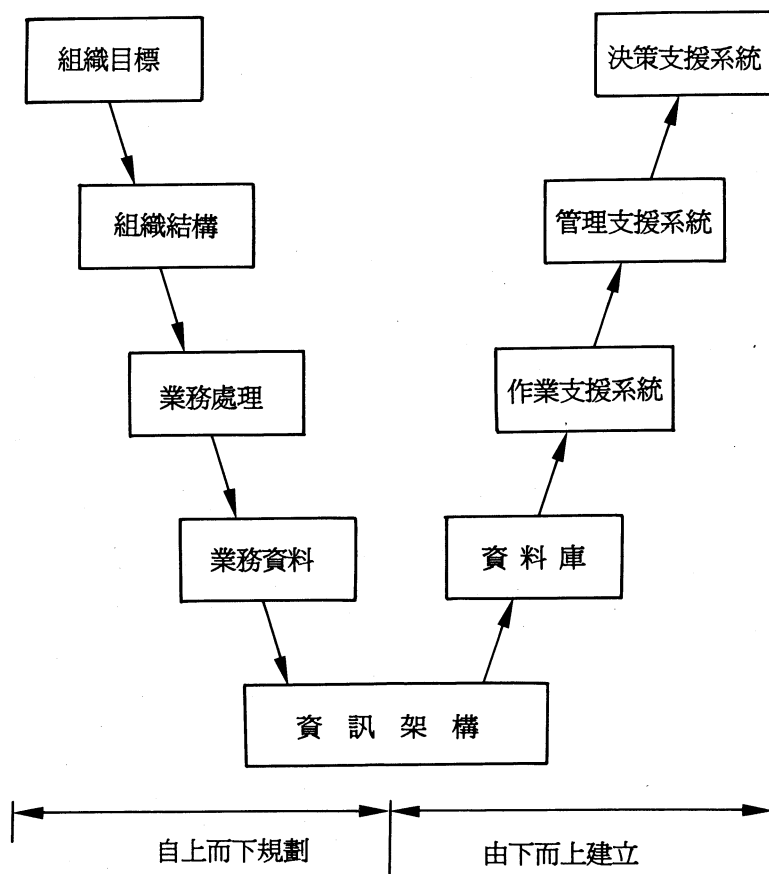 組織目標
決策支援系統
組織結構
管理支援系統
業務處理
作業支援系統
業務資料
資料庫
資訊架構
自上而下規劃
由下而上建立